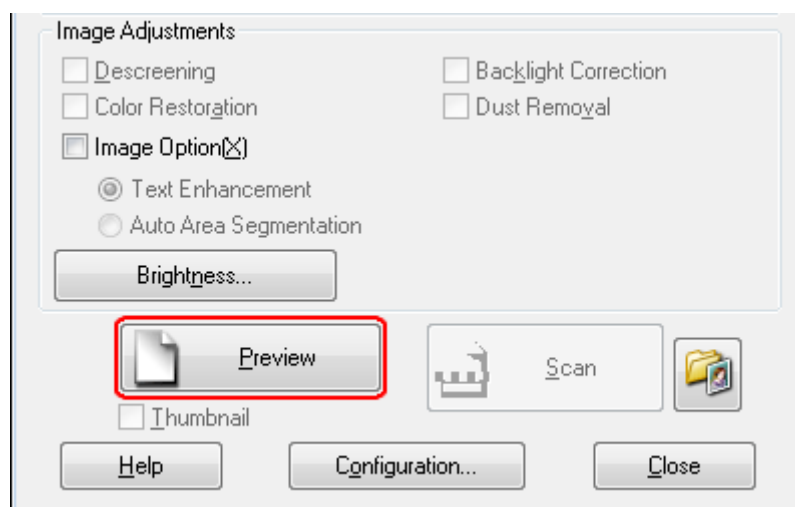 Image Adjustments
Descreening Backlight Correction
Color Restoration Dust Removal
Image Option(X)
Text Enhancement
Auto Area Segmentation
Brightness...
Preview Scan
Thumbnail
Help Configuration... Close